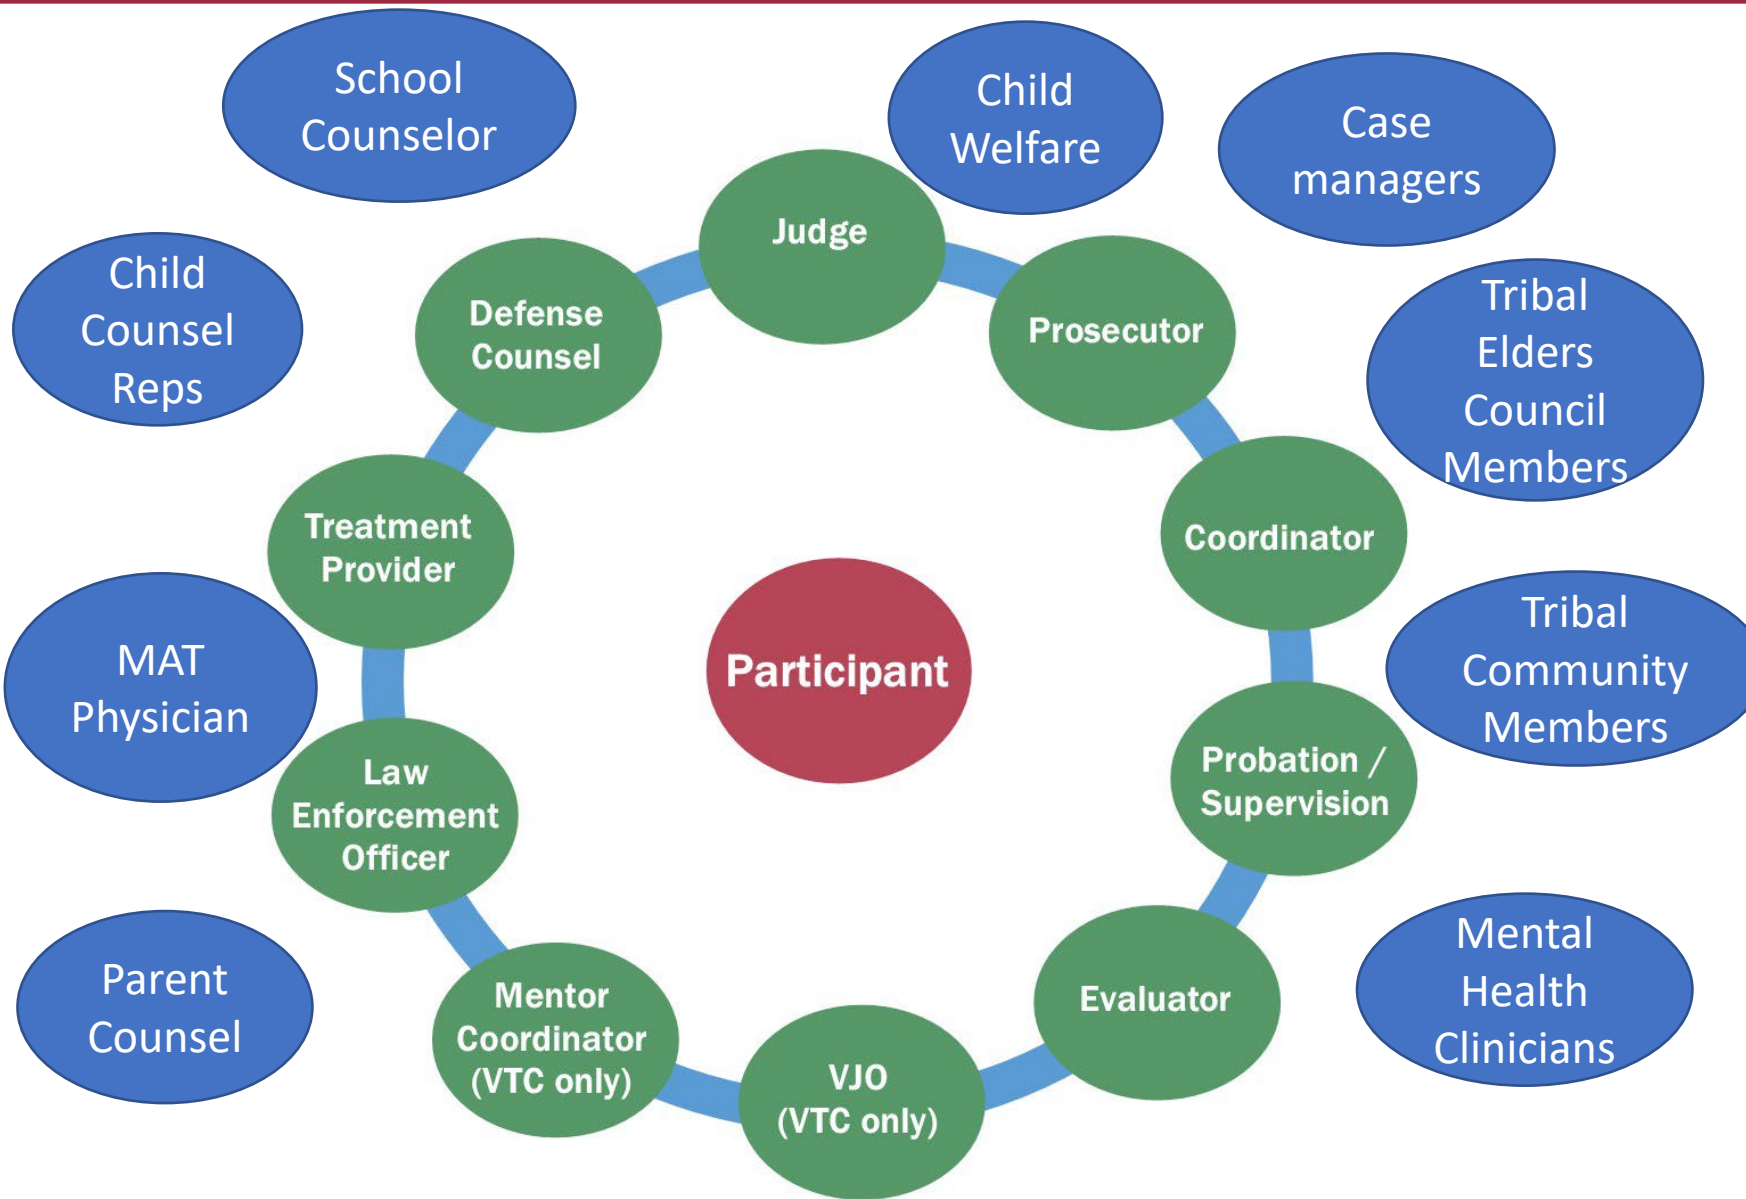 School
Counselor
Child
Welfare
Case
managers
Judge
Child
Counsel
Reps
Defense
Counsel
Prosecutor
Tribal
Elders
Council
Members
Treatment
Provider
Coordinator
MAT
Physician
Participant
Tribal
Community
Members
Law
Enforcement
Officer
Probation /
Supervision
Parent
Counsel
Mentor
Coordinator
(VTC only)
VJO
(VTC only)
Evaluator
Mental
Health
Clinicians